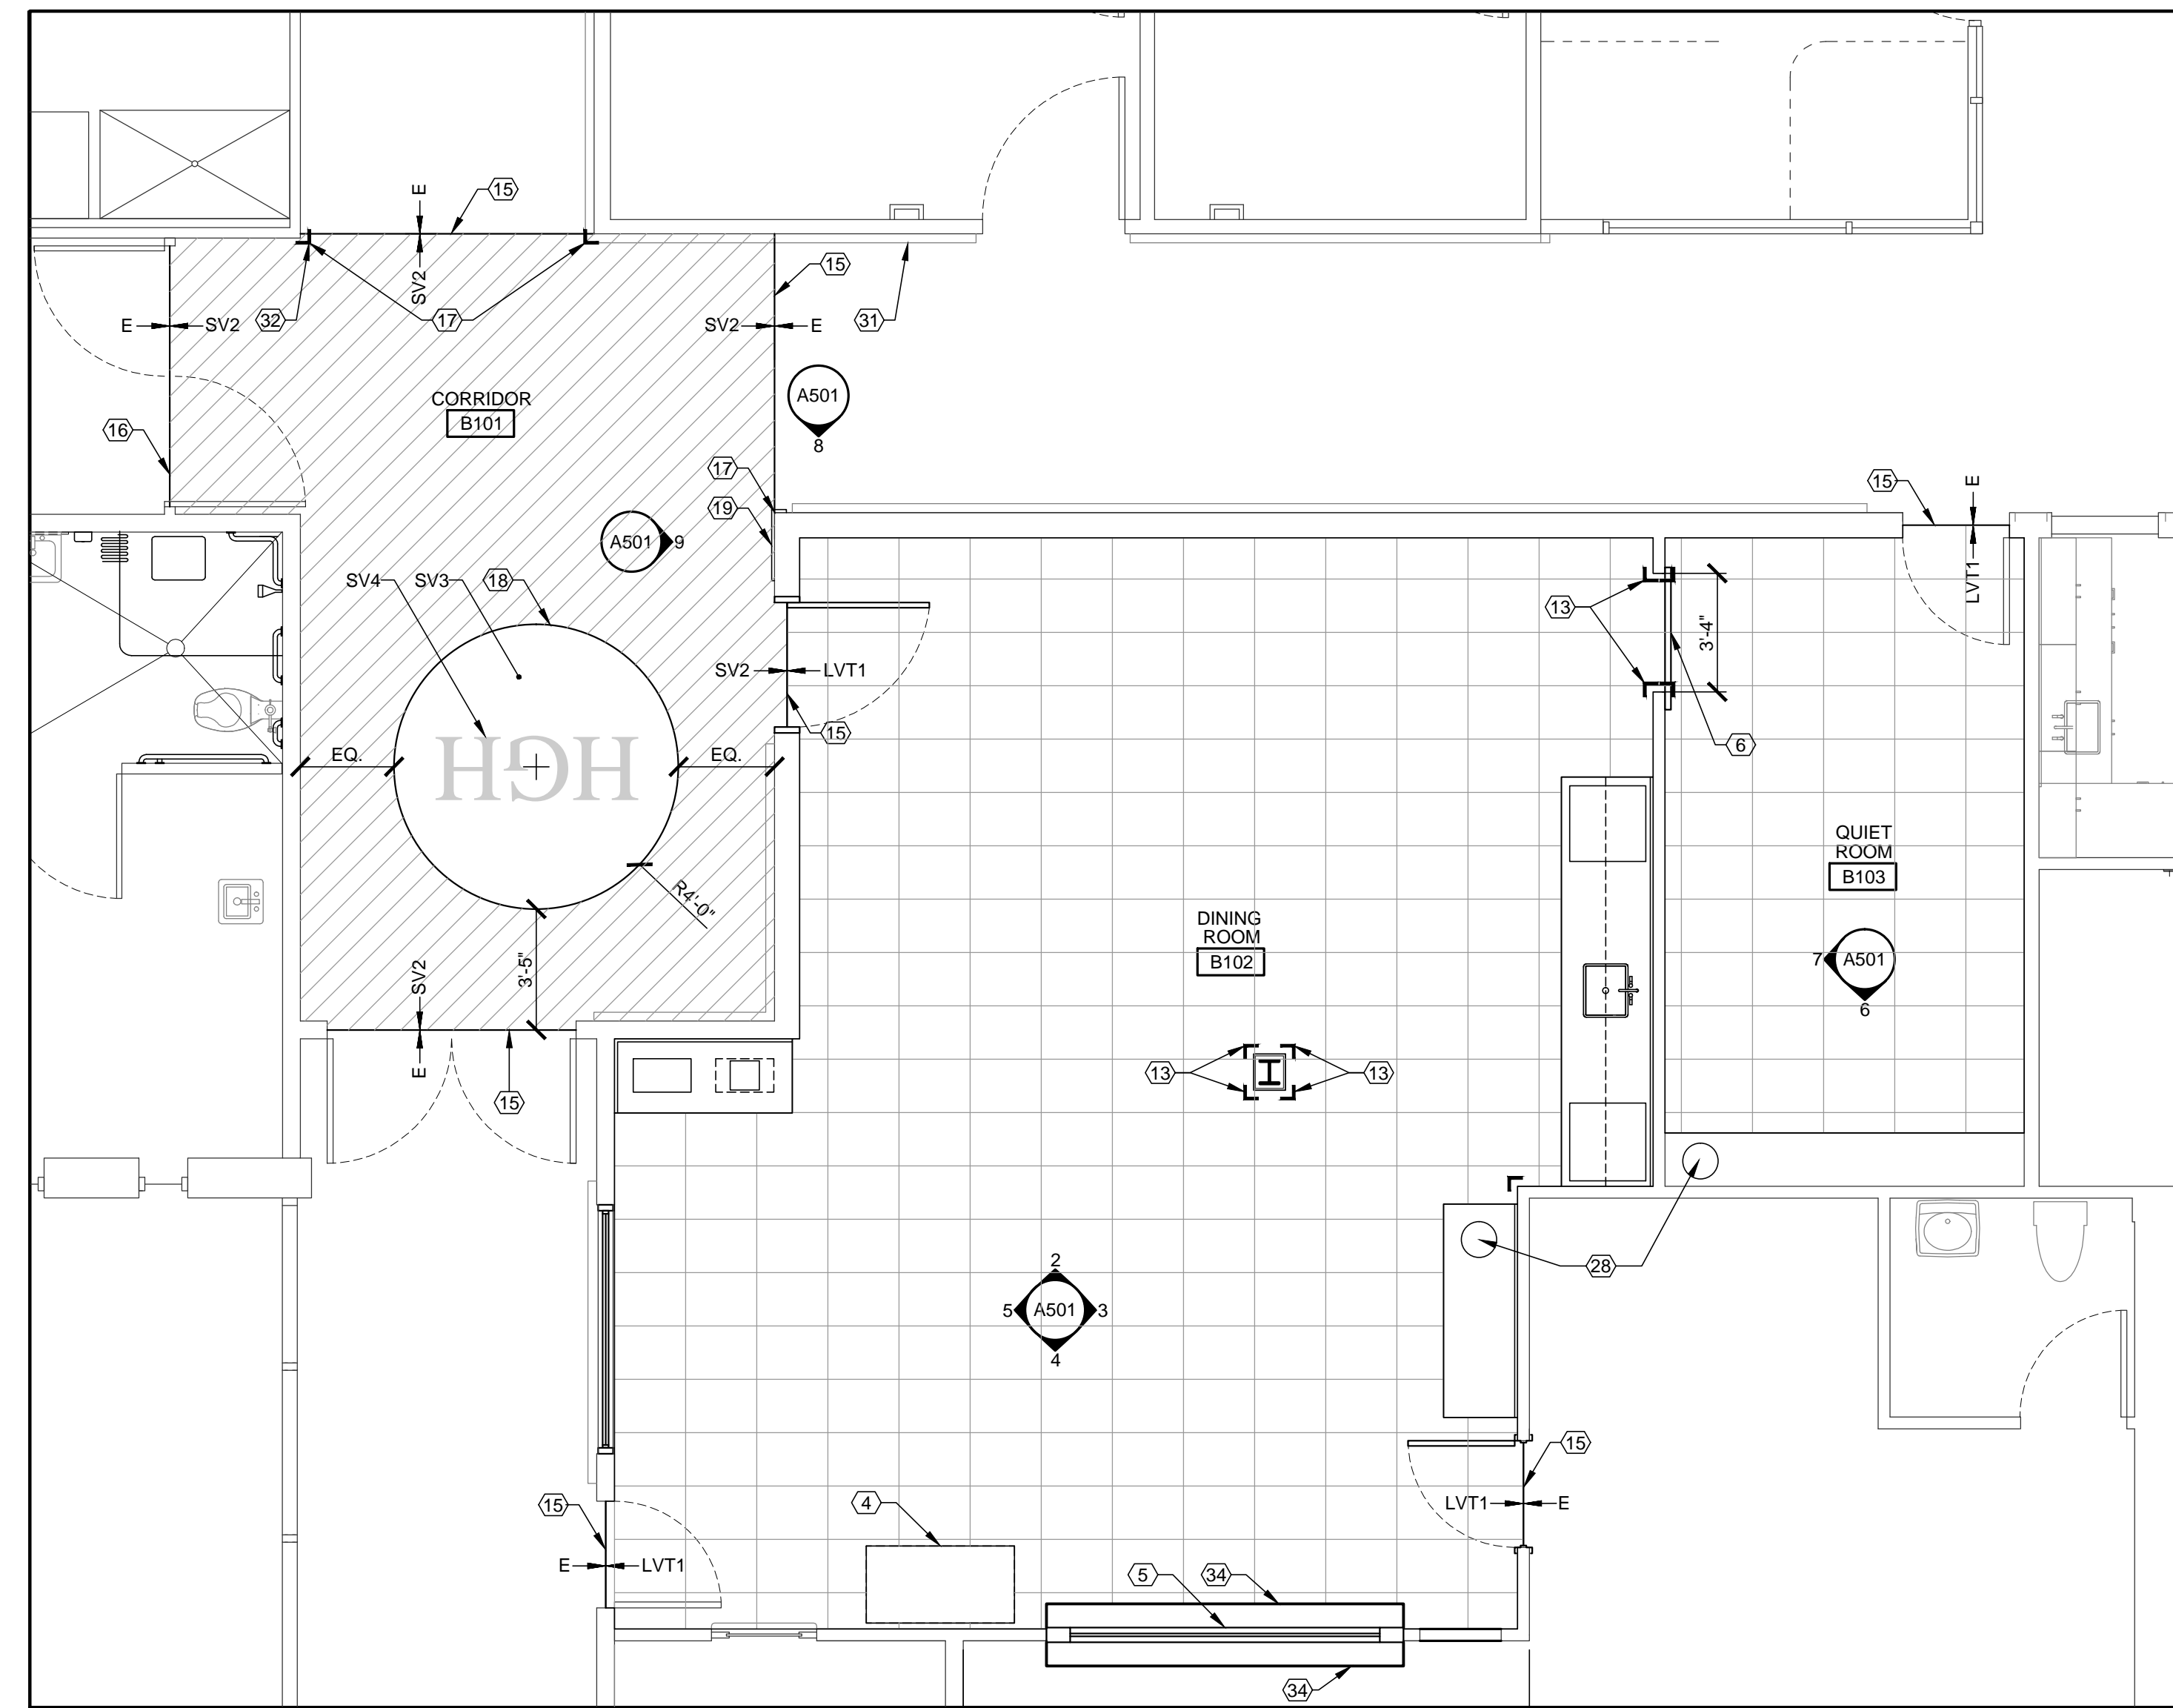 E
15
SV2
15
E
SV2
32
17
SV2
E
31
CORRIDOR
B101
A501
8
16
17
15
E
19
A501
9
LVT1
SV4
SV3
18
13
3'-4"
SV2
LVT1
15
6
EQ.
EQ.
HGH
QUIET
ROOM
B103
R4'-0"
DINING
ROOM
B102
SV2
3'-5"
7
A501
6
E
15
13
13
28
2
5
A501
3
4
15
LVT1
E
15
4
E
LVT1
5
34
34